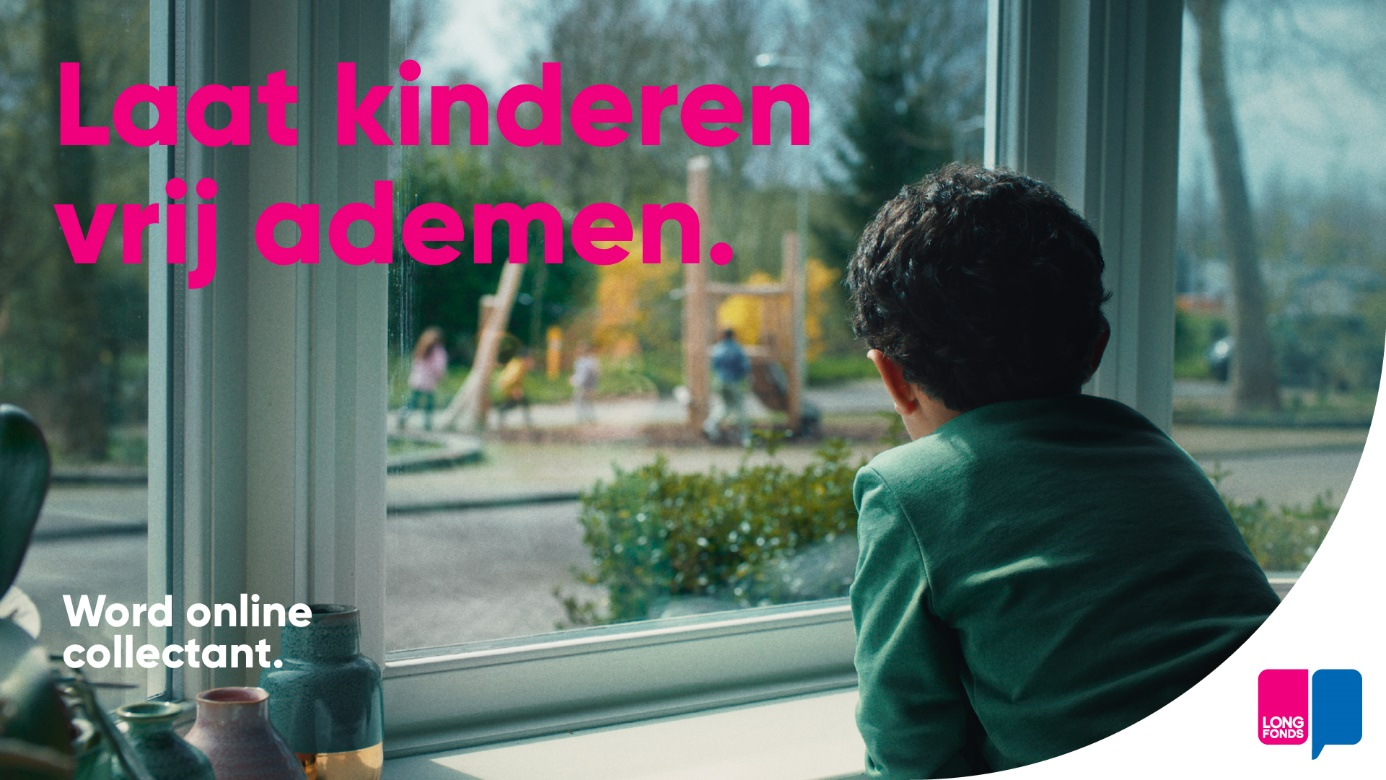 Laat kinderen
vrij ademen.
Word online
collectant.
LONG
FONDS